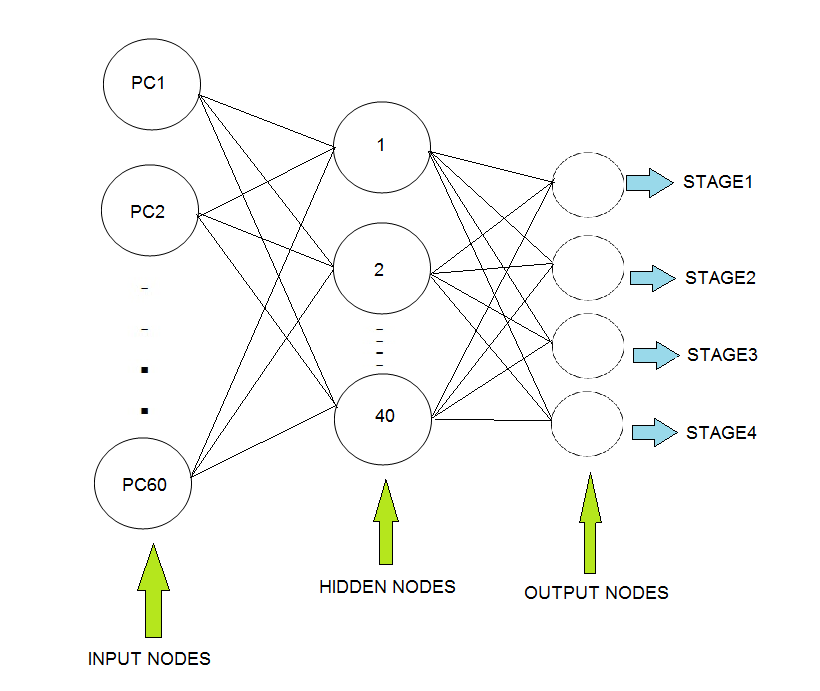 PC1
PC2
PC60
1
2
40
STAGE1
STAGE2
STAGE3
STAGE4
HIDDEN NODES
OUTPUT NODES
INPUT NODES